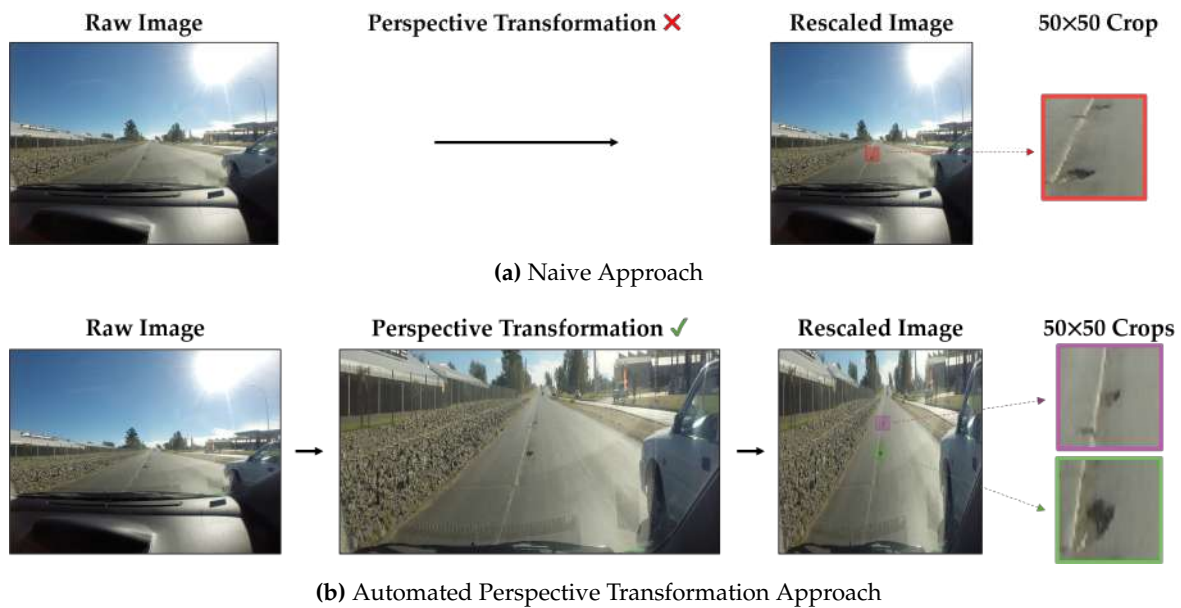 Raw Image
Perspective Transformation ✗
Rescaled Image
50×50 Crop
(a) Naive Approach
Raw Image
Perspective Transformation ✓
Rescaled Image
50×50 Crops
(b) Automated Perspective Transformation Approach